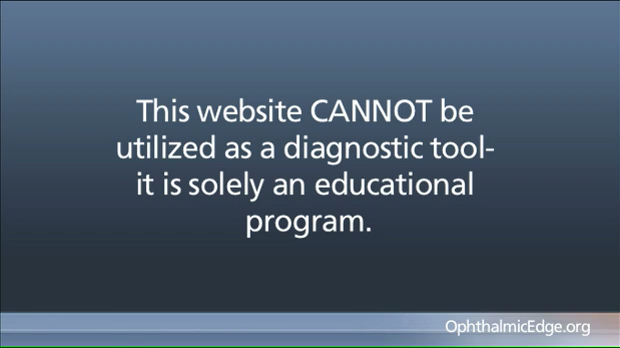 This website CANNOT be
utilized as a diagnostic tool-
it is solely an educational
program.
OphthalmicEdge.org